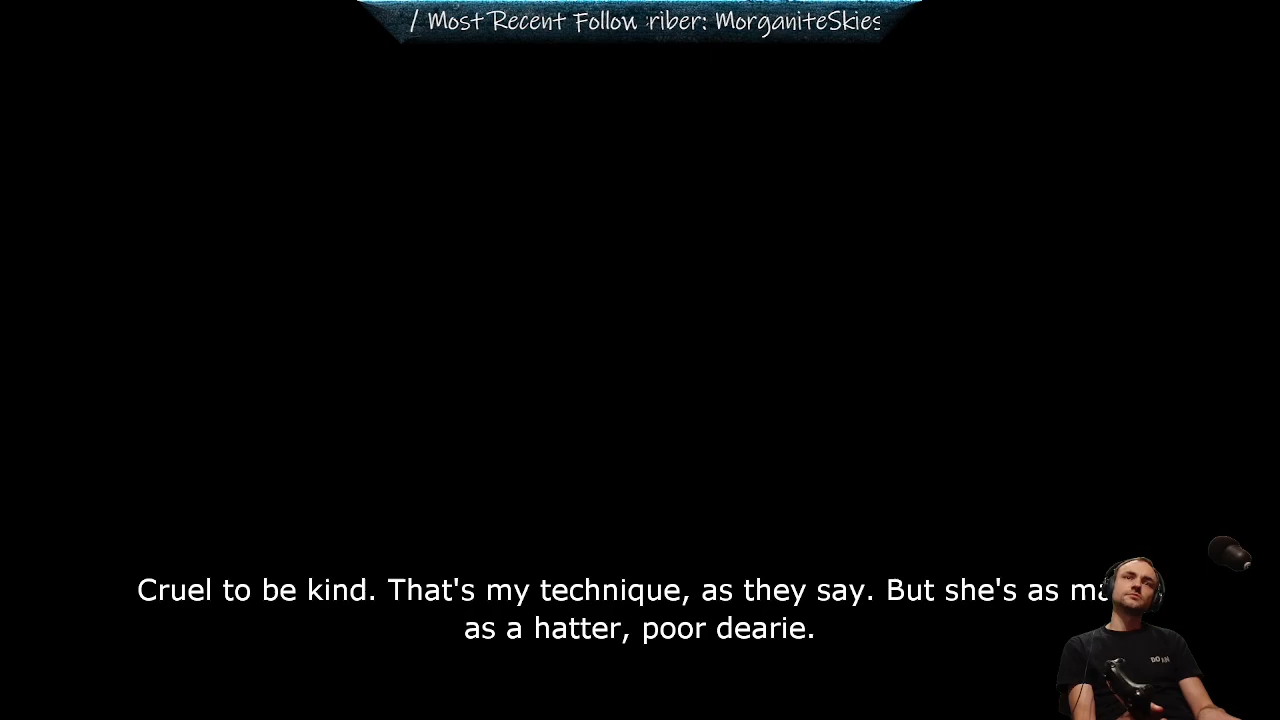 / Most Recent Follow riber: MorganiteSkies
Cruel to be kind. That's my technique, as they say. But she's as
as a hatter, poor dearie.